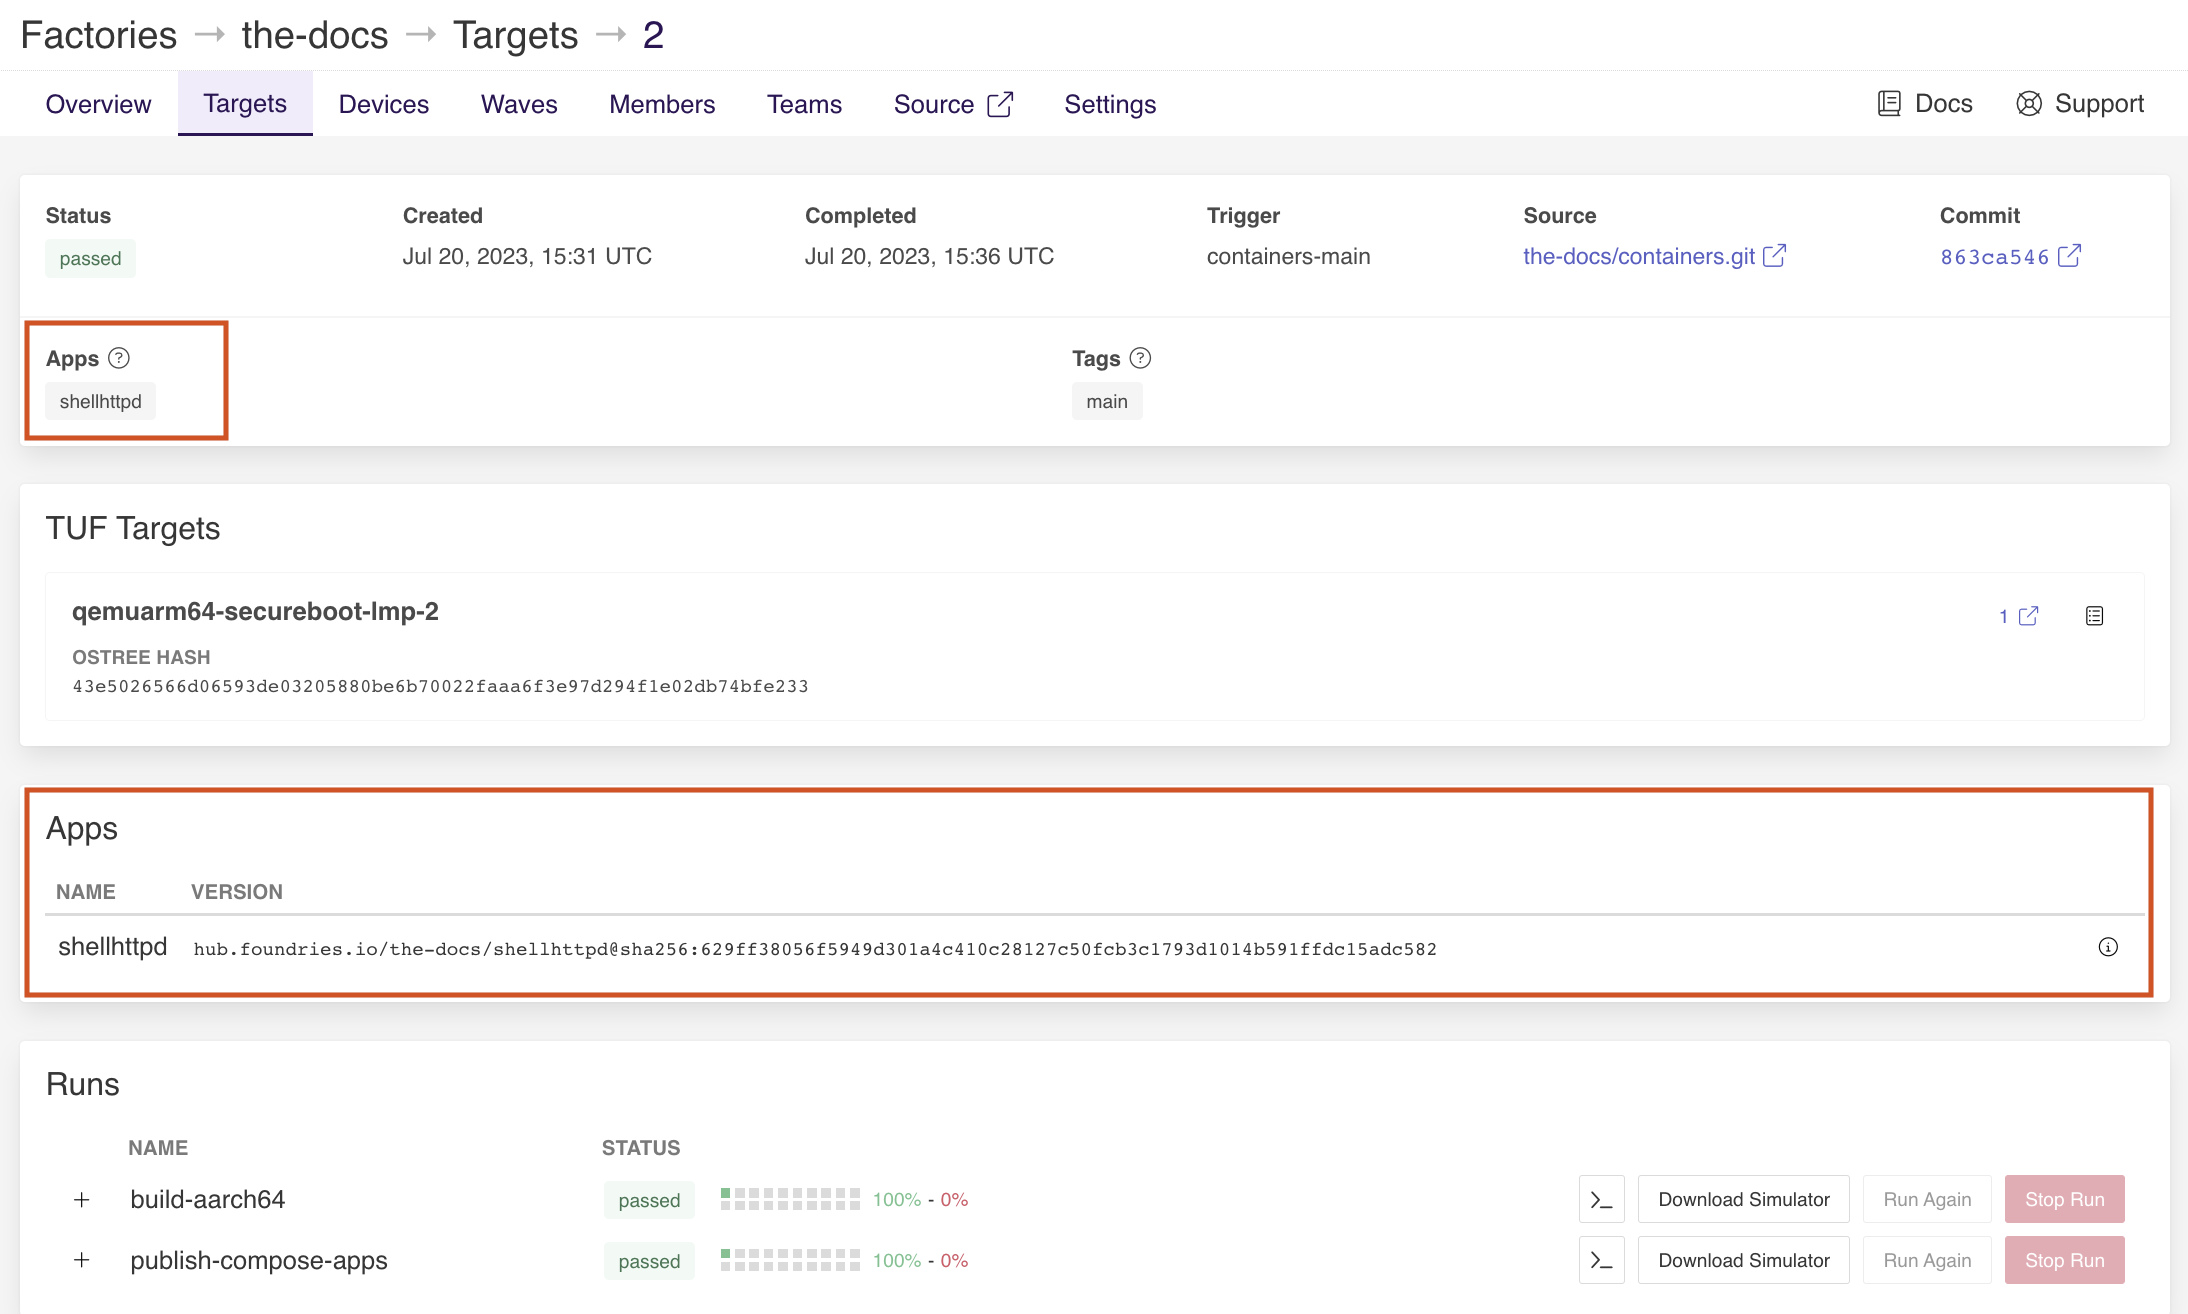 Factories → the-docs → Targets → 2
Overview Targets Devices Waves Members Teams Source Settings Docs Support
Status Created Completed Trigger Source Commit
passed Jul 20, 2023, 15:31 UTC Jul 20, 2023, 15:36 UTC containers-main the-docs/containers.git 863ca546
Apps ? Tags ?
shellhttpd main
TUF Targets
qemuarm64-secureboot-lmp-2 1
OSTREE HASH
43e5026566d06593de03205880be6b70022faaa6f3e97d294f1e02db74bfe233
Apps
NAME VERSION
shellhttpd hub.foundries.io/the-docs/shellhttpd@sha256:629ff38056f5949d301a4c410c28127c50fcb3c1793d1014b591ffdc15adc582
Runs
NAME STATUS
+ build-aarch64 passed 100% - 0% >_ Download Simulator Run Again Stop Run
+ publish-compose-apps passed 100% - 0% >_ Download Simulator Run Again Stop Run